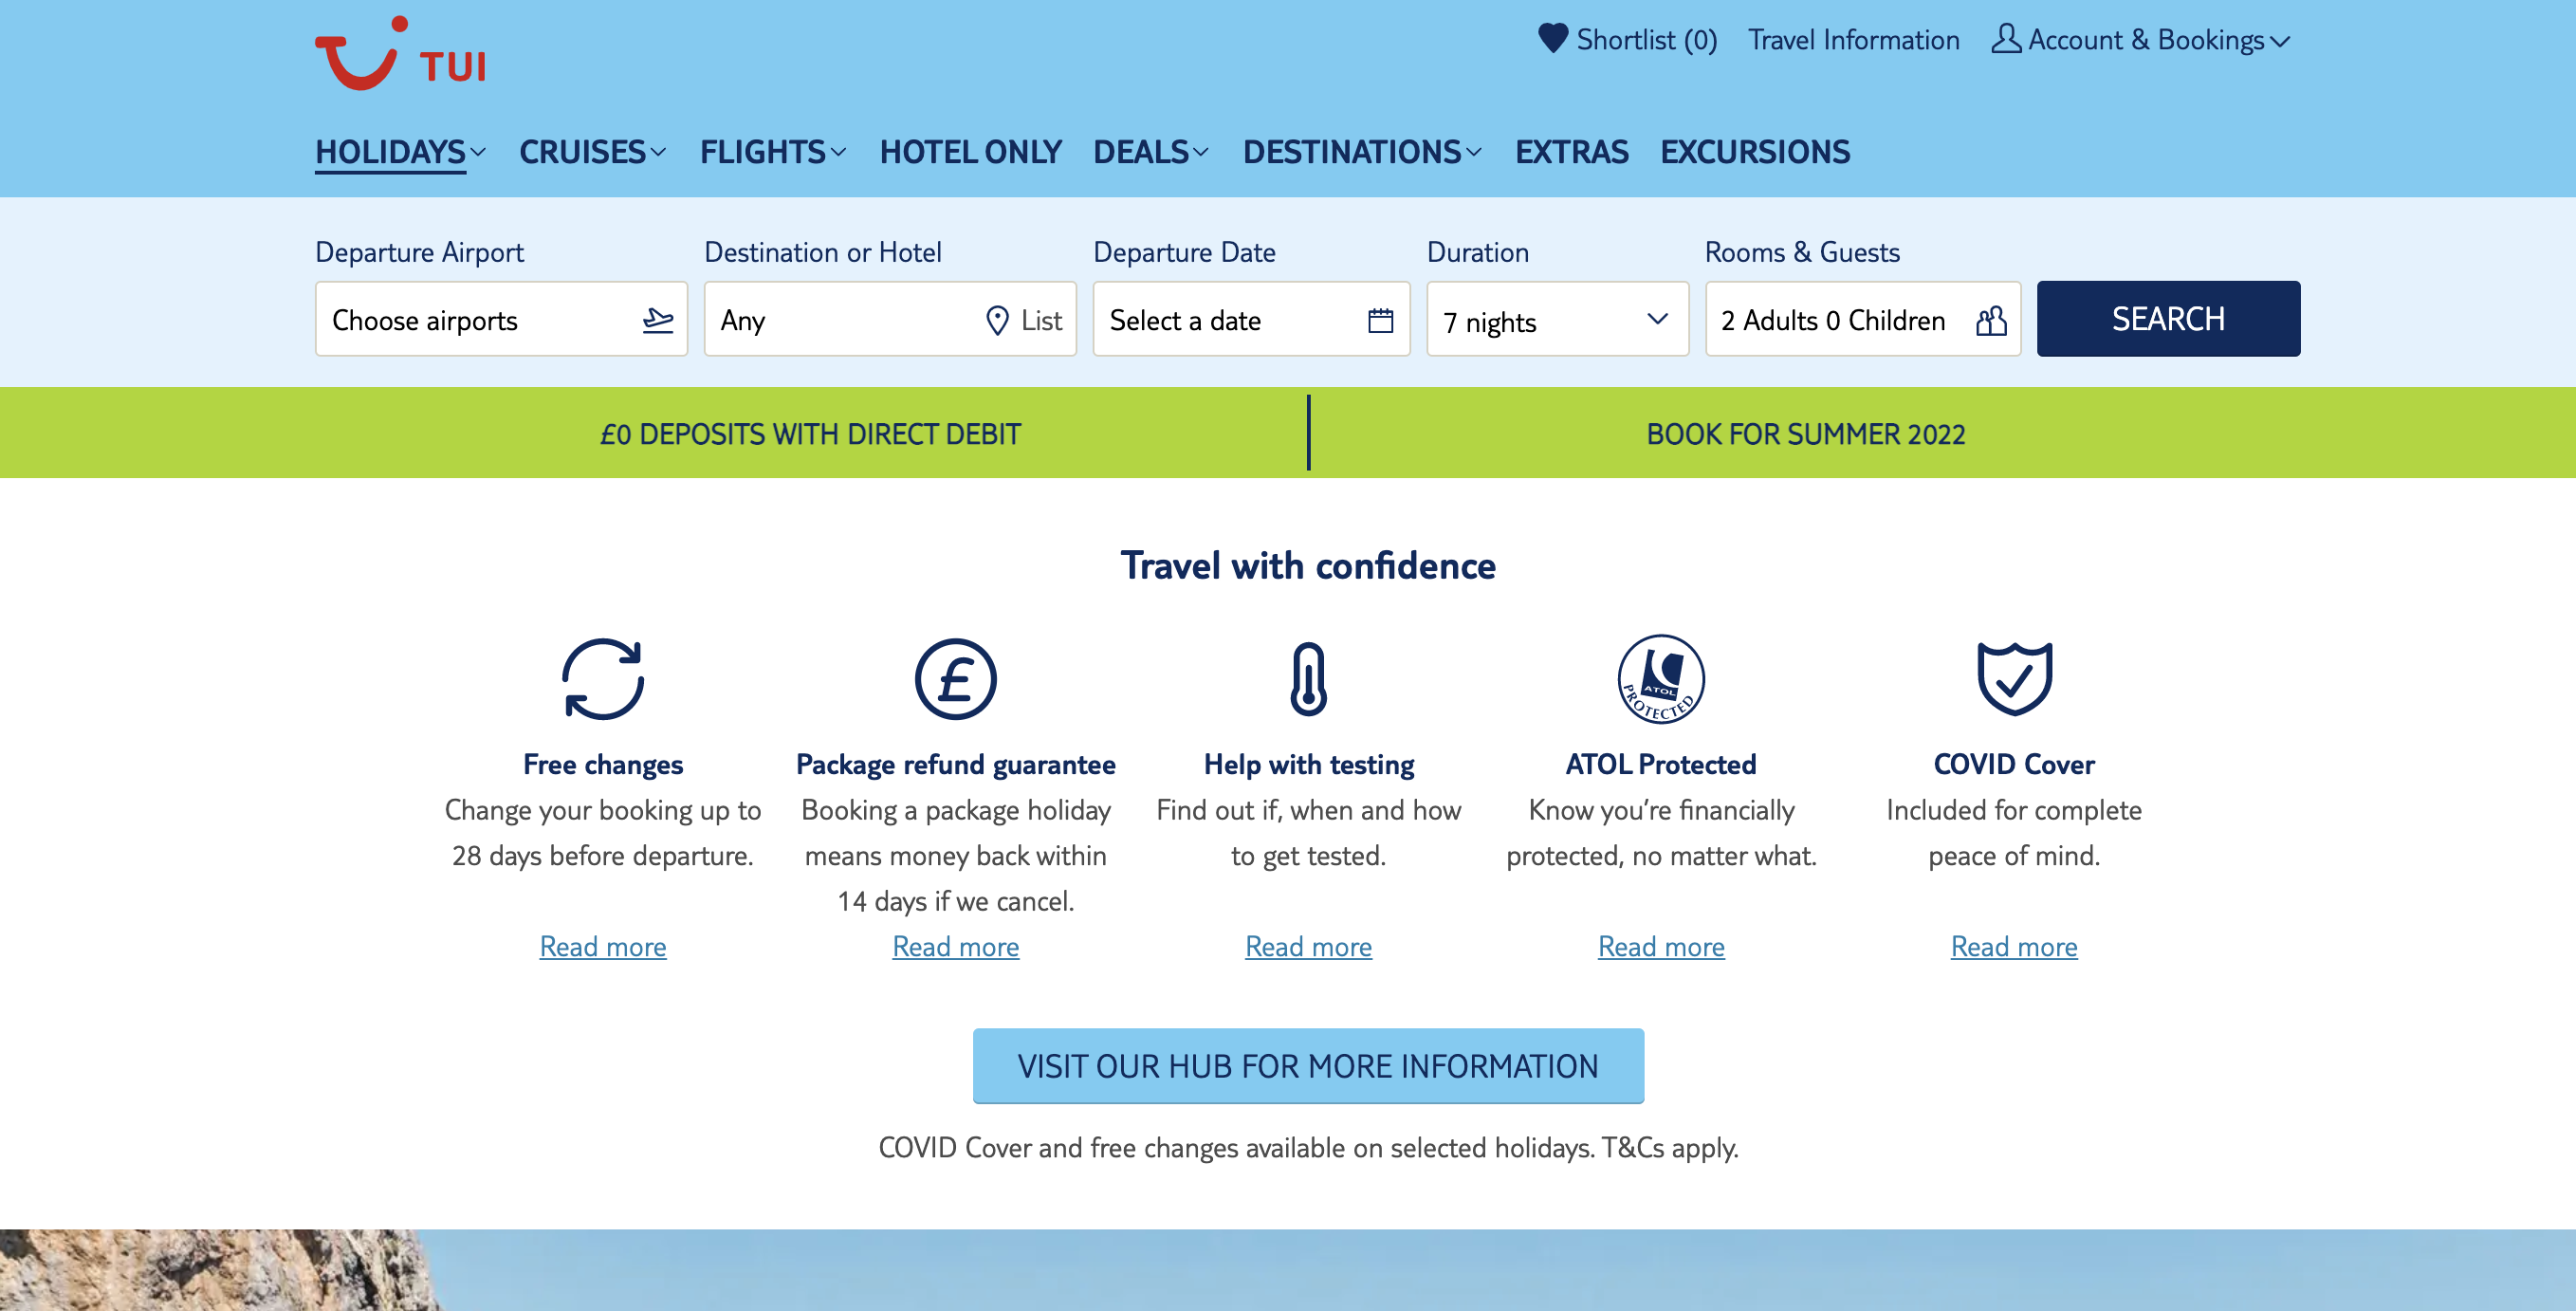 TUI
Shortlist (0) Travel Information Account & Bookings
HOLIDAYS CRUISES FLIGHTS HOTEL ONLY DEALS DESTINATIONS EXTRAS EXCURSIONS
Departure Airport Destination or Hotel Departure Date Duration Rooms & Guests
Choose airports Any List Select a date 7 nights 2 Adults 0 Children SEARCH
£0 DEPOSITS WITH DIRECT DEBIT BOOK FOR SUMMER 2022
Travel with confidence
£
ATOL
PROTECTED
Free changes
Change your booking up to
28 days before departure.
Read more
Package refund guarantee
Booking a package holiday
means money back within
14 days if we cancel.
Read more
Help with testing
Find out if, when and how
to get tested.
Read more
ATOL Protected
Know you’re financially
protected, no matter what.
Read more
COVID Cover
Included for complete
peace of mind.
Read more
VISIT OUR HUB FOR MORE INFORMATION
COVID Cover and free changes available on selected holidays. T&Cs apply.